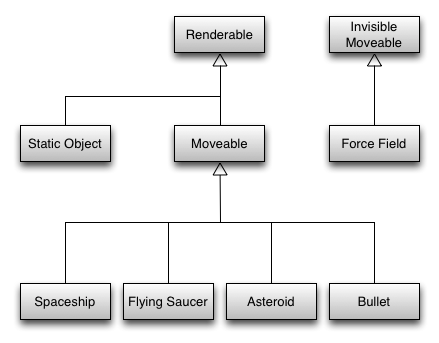 Renderable
Invisible
Moveable
Static Object
Moveable
Force Field
Spaceship
Flying Saucer
Asteroid
Bullet